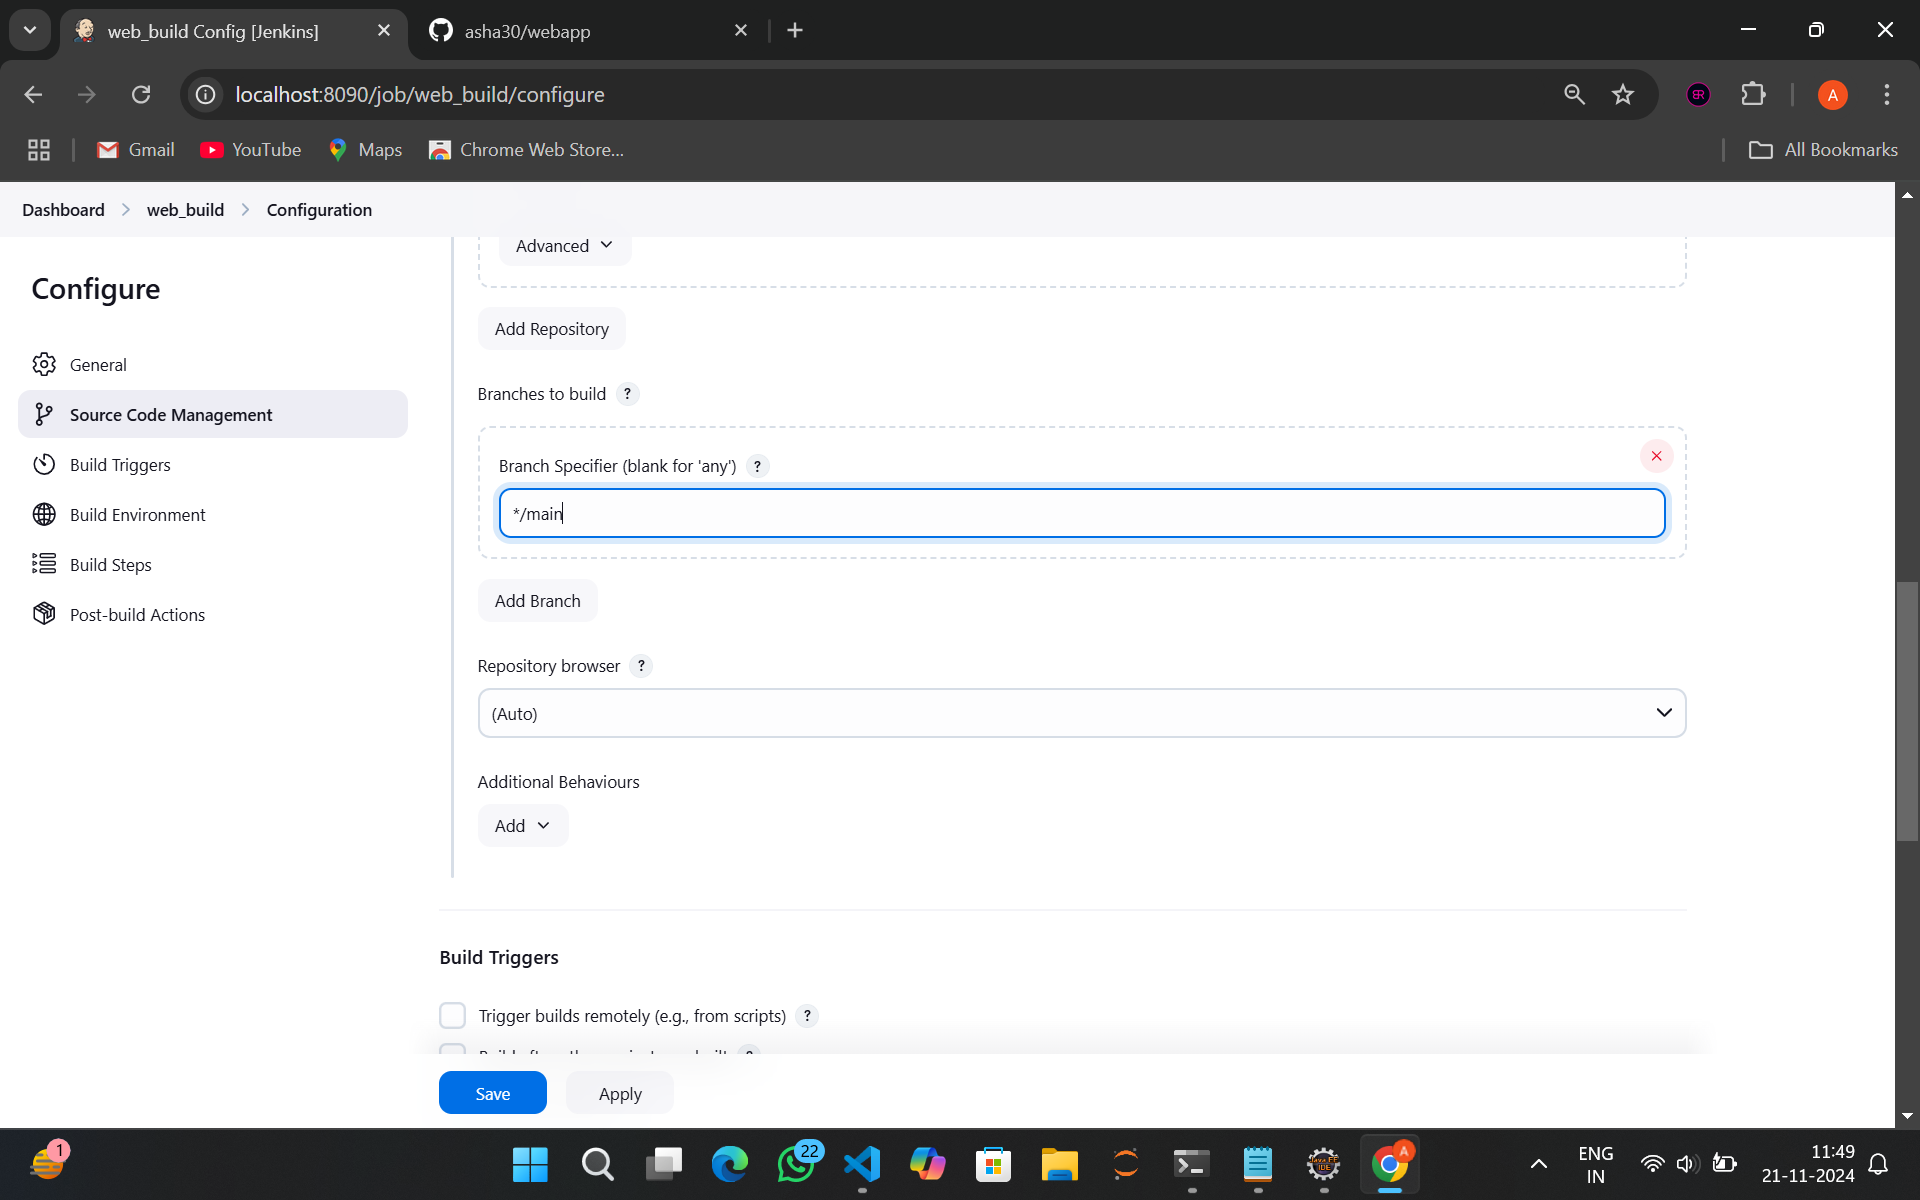 web_build Config [Jenkins]
asha30/webapp
localhost:8090/job/web_build/configure
A
Gmail
YouTube
Maps
Chrome Web Store...
All Bookmarks
Dashboard
web_build
Configuration
Configure
General
Source Code Management
Build Triggers
Build Environment
Build Steps
Post-build Actions
Advanced
Add Repository
Branches to build ?
Branch Specifier (blank for 'any') ?
*/main
Add Branch
Repository browser ?
(Auto)
Additional Behaviours
Add
Build Triggers
Trigger builds remotely (e.g., from scripts) ?
Save
Apply
1
22
A
ENG
IN
11:49
21-11-2024